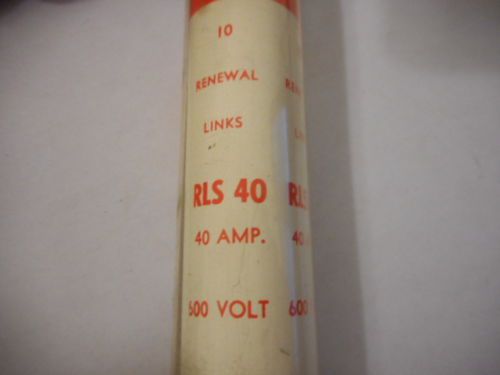 10
RENEWAL
LINKS
RLS 40
40 AMP.
600 VOLT